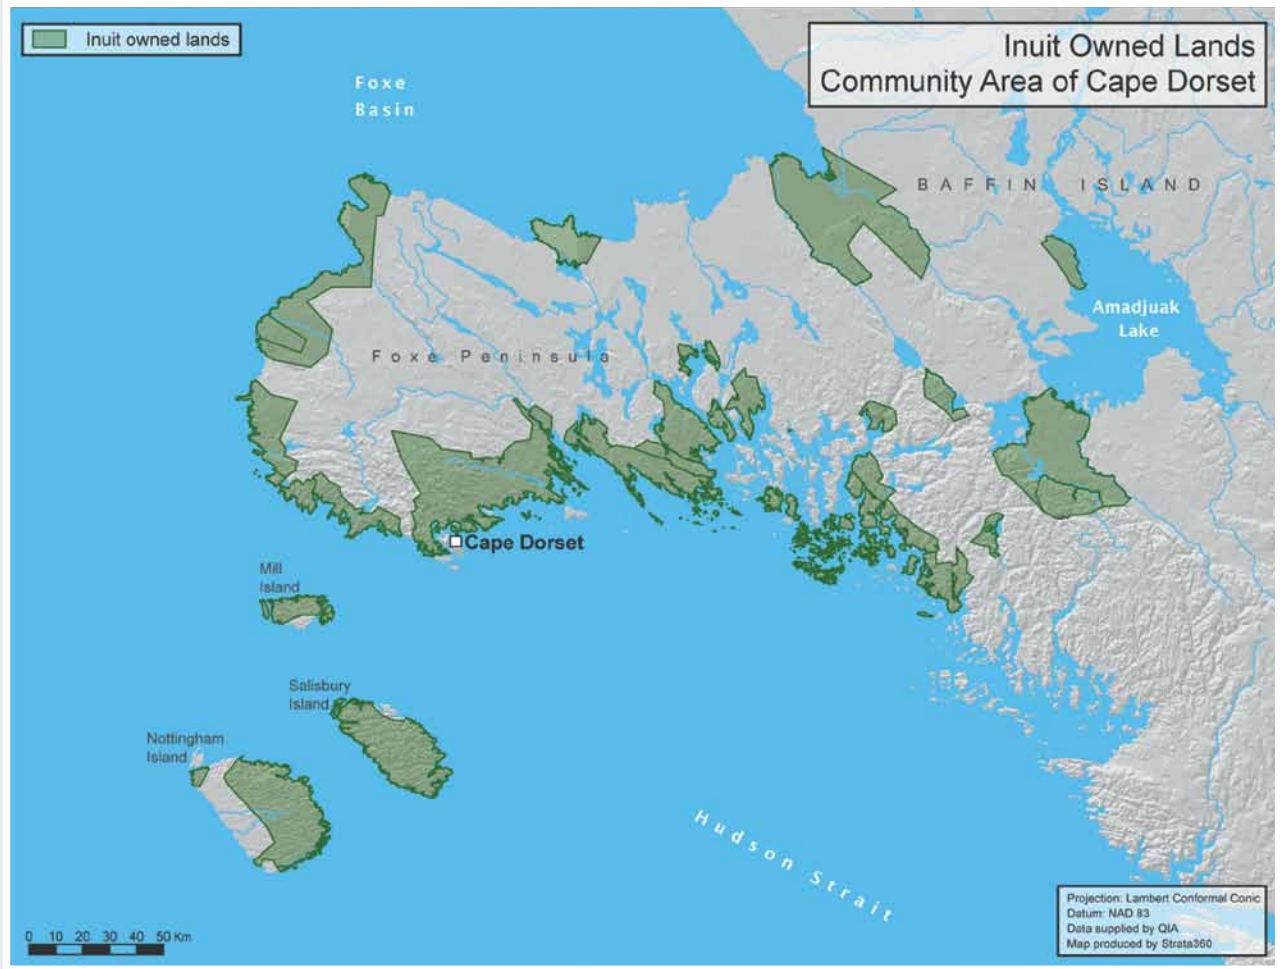 Inuit owned lands
Inuit Owned Lands
Community Area of Cape Dorset
Foxe
Basin
BAFFIN ISLAND
Amadjuak
Lake
Foxe Peninsula
Cape Dorset
Mill
Island
Salisbury
Island
Nottingham
Island
Hudson Strait
Projection: Lambert Conformal Conic
Datum: NAD 83
Data supplied by QIA
Map produced by Strata360
0 10 20 30 40 50 Km